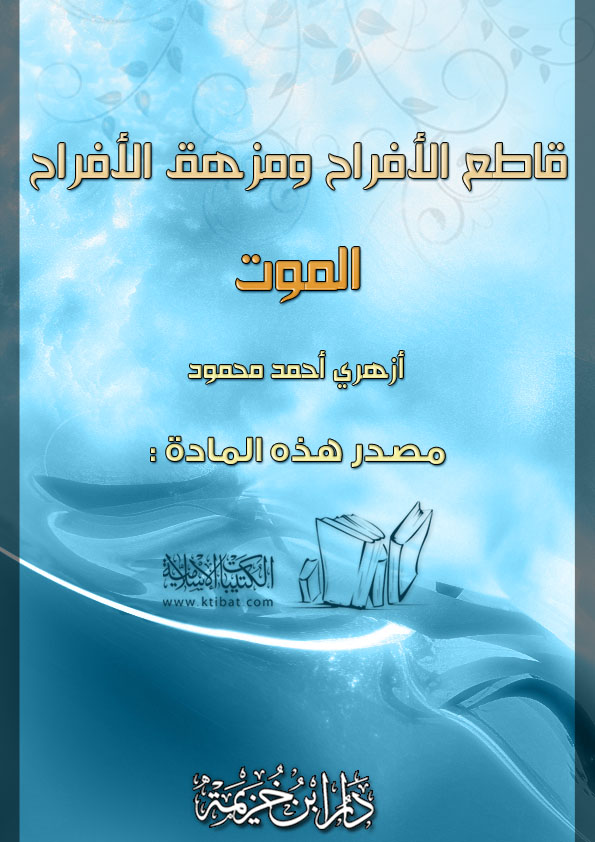 قاطع الأفراح ومزهق الأفراح
الموت
أزهري أحمد محمود
مصدر هذه المادة :
الكتيبات الإسلامية
www.ktibat.com
دار ابن خزيمة